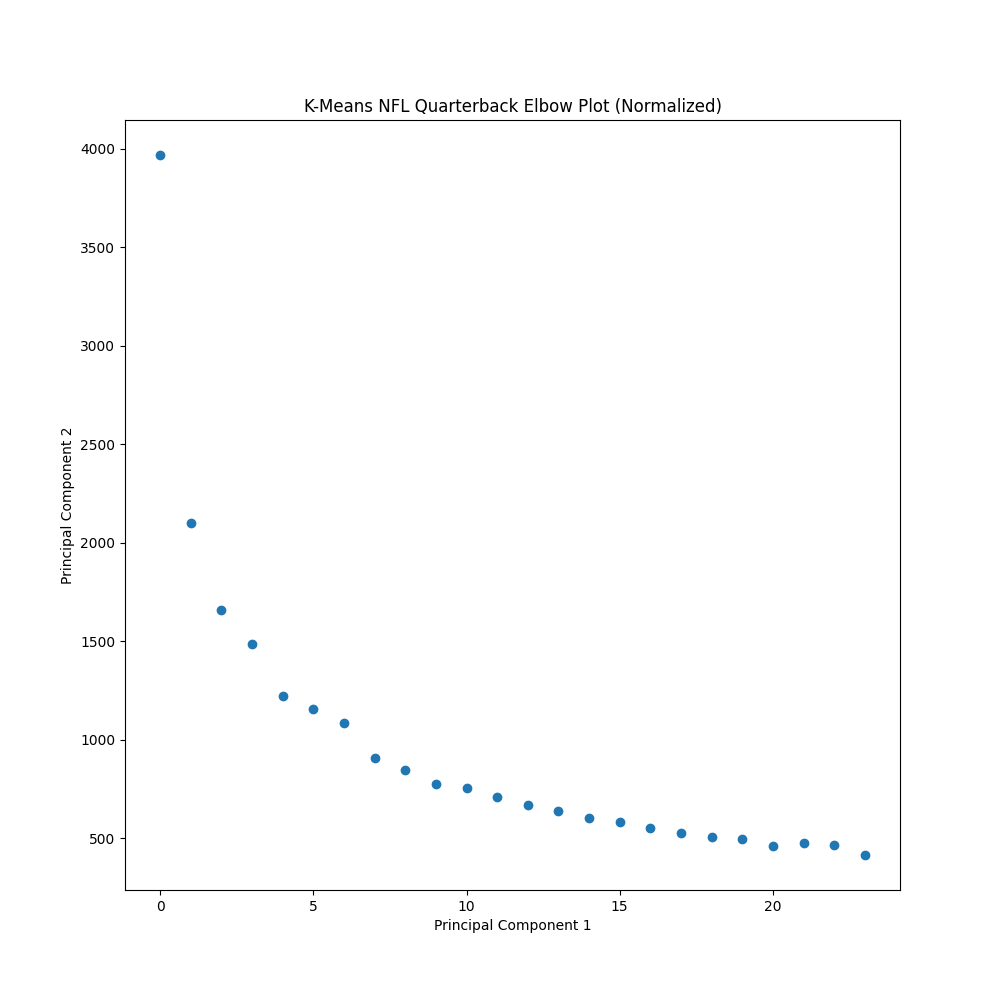 K-Means NFL Quarterback Elbow Plot (Normalized)
4000
3500
3000
2500
2000
1500
1000
500
0 5 10 15 20
Principal Component 2
Principal Component 1